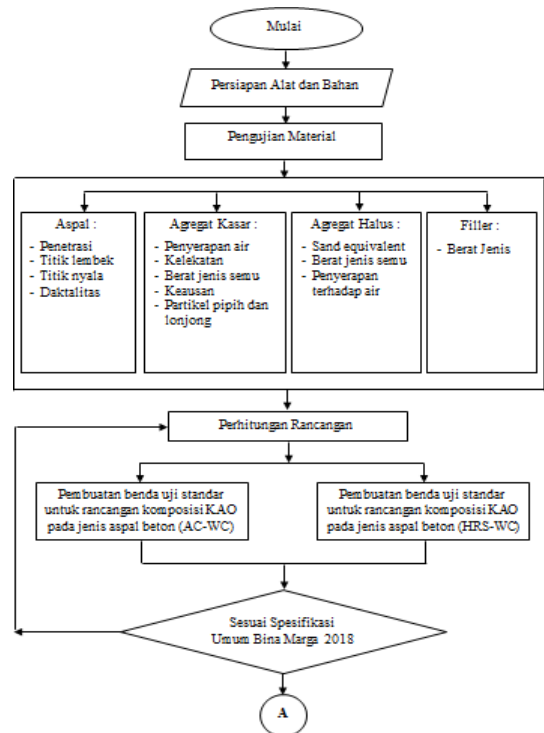 Mulai
Persiapan Alat dan Bahan
Pengujian Material
Aspal :
- Penetrasi
- Titik lembek
- Titik nyala
- Daktalitas
Agregat Kasar :
- Penyerapan air
- Kelekatan
- Berat jenis semu
- Keausan
- Partikel pipih dan
lonjong
Agregat Halus :
- Sand equivalent
- Berat jenis semu
- Penyerapan
terhadap air
Filler :
- Berat Jenis
Perhitungan Rancangan
Pembuatan benda uji standar
untuk rancangan komposisi KAO
pada jenis aspal beton (AC-WC)
Pembuatan benda uji standar
untuk rancangan komposisi KAO
pada jenis aspal beton (HRS-WC)
Sesuai Spesifikasi
Umum Bina Marga 2018
A